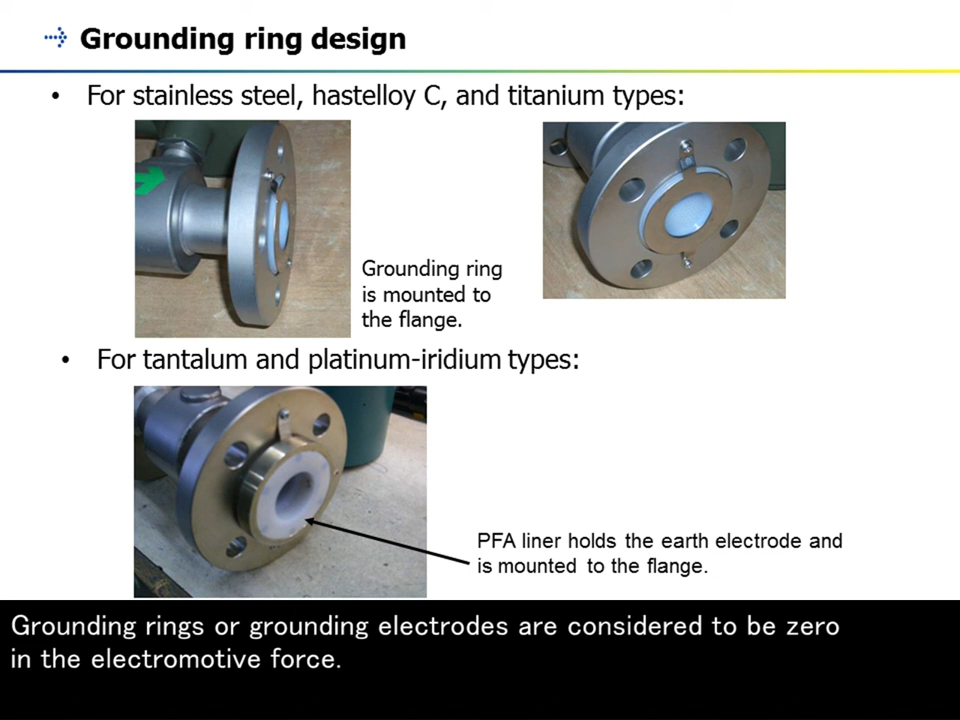 Grounding ring design
• For stainless steel, hastelloy C, and titanium types:
Grounding ring
is mounted to
the flange.
• For tantalum and platinum-iridium types:
PFA liner holds the earth electrode and
is mounted to the flange.
Grounding rings or grounding electrodes are considered to be zero
in the electromotive force.